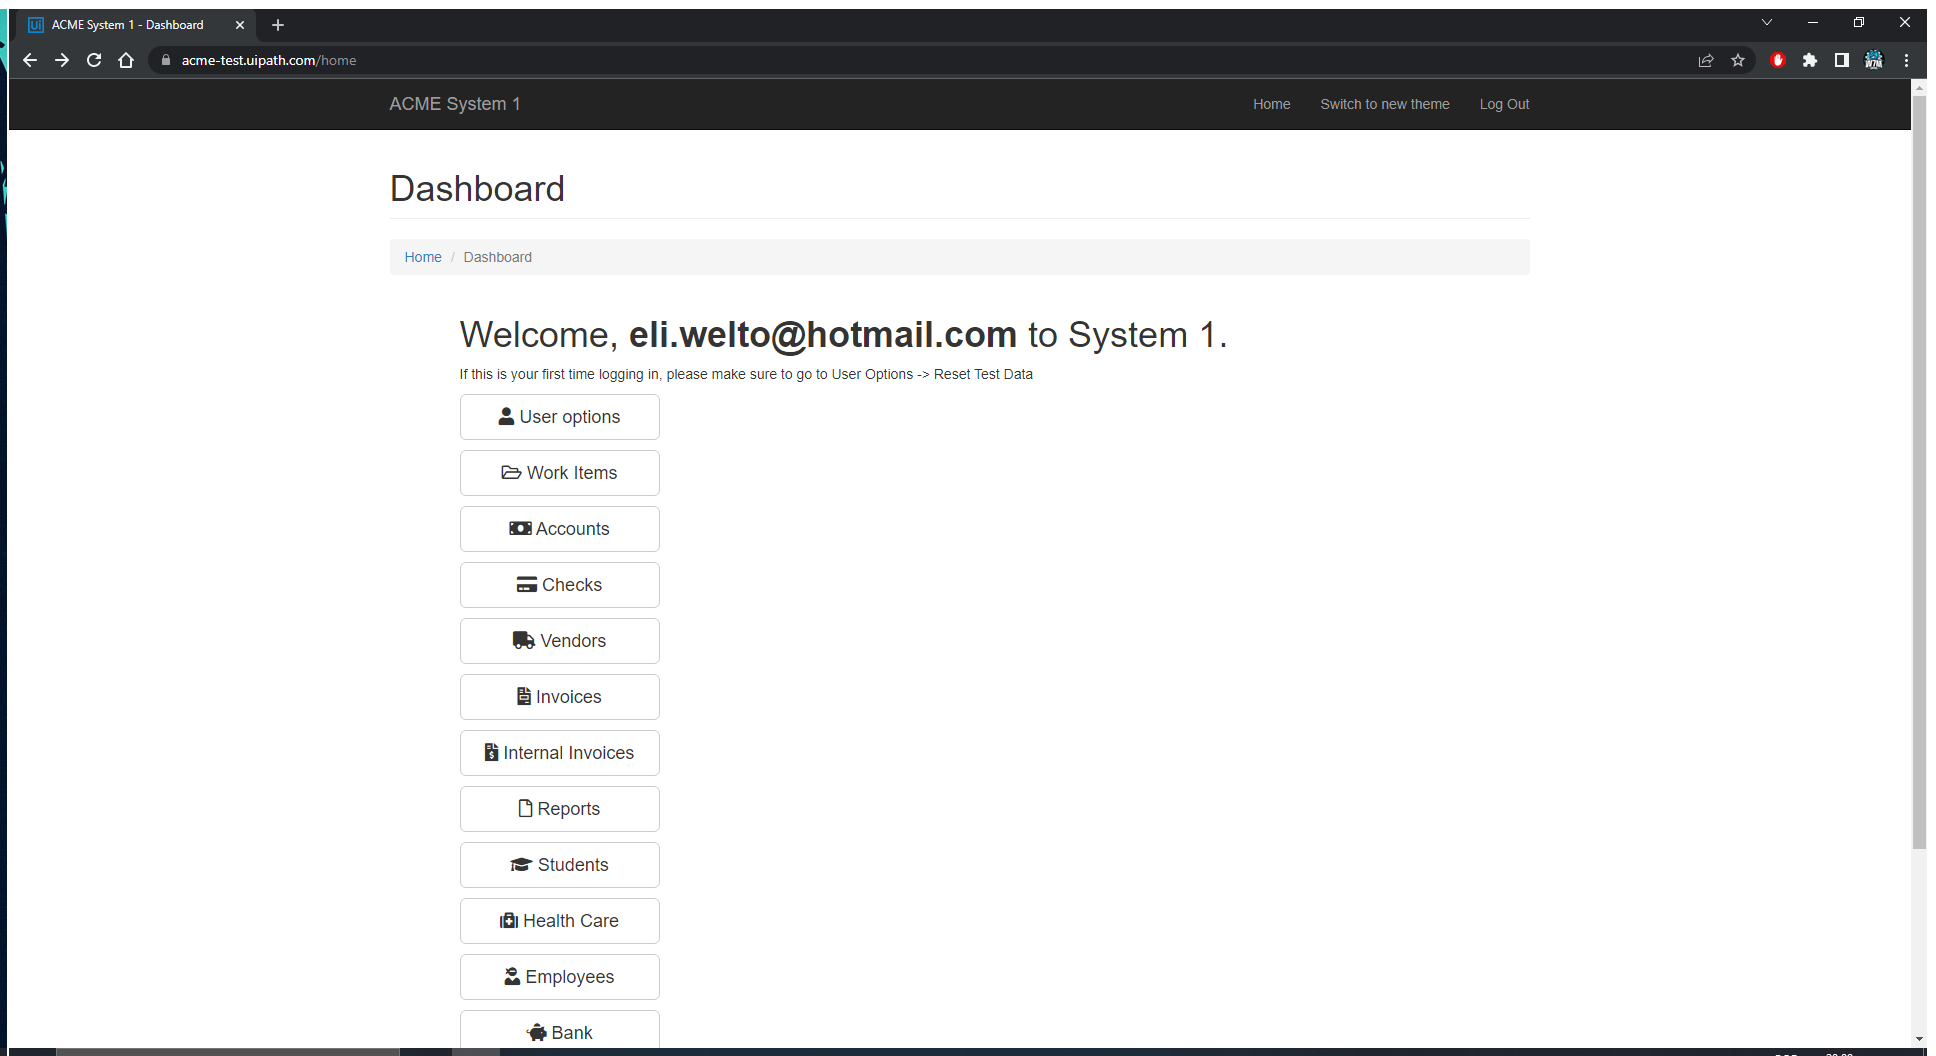 ACME System 1 - Dashboard
acme-test.uipath.com/home
ACME System 1 Home Switch to new theme Log Out
Dashboard
Home / Dashboard
Welcome, eli.welto@hotmail.com to System 1.
If this is your first time logging in, please make sure to go to User Options -> Reset Test Data
User options
Work Items
Accounts
Checks
Vendors
Invoices
Internal Invoices
Reports
Students
Health Care
Employees
Bank